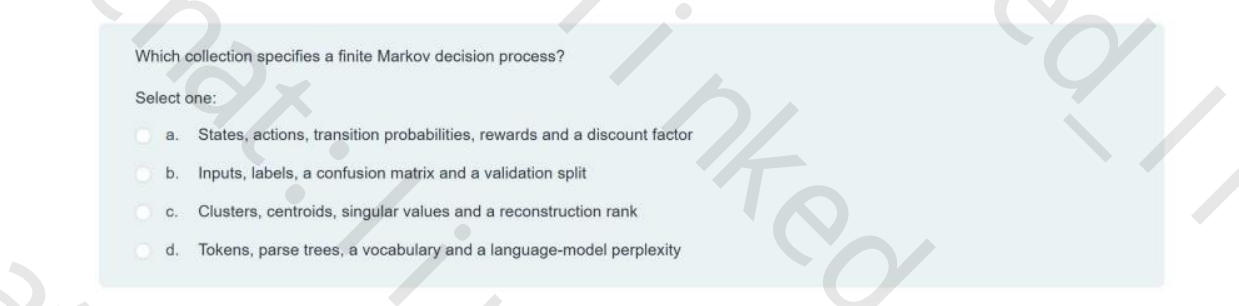 Which collection specifies a finite Markov decision process?
Select one:
a. States, actions, transition probabilities, rewards and a discount factor
b. Inputs, labels, a confusion matrix and a validation split
c. Clusters, centroids, singular values and a reconstruction rank
d. Tokens, parse trees, a vocabulary and a language-model perplexity